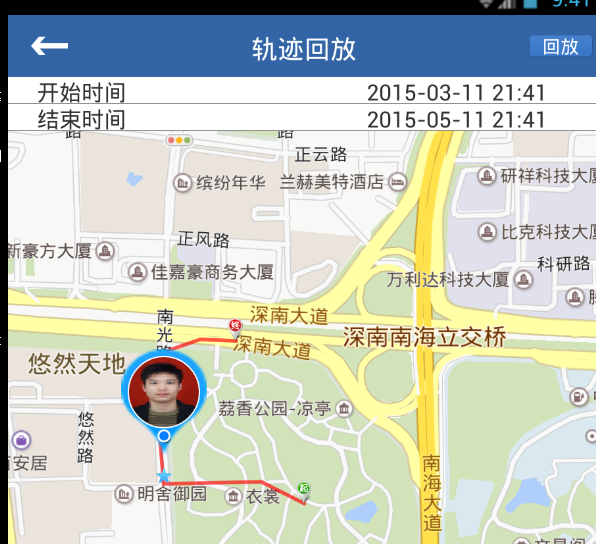 9:41
轨迹回放
回放
开始时间 2015-03-11 21:41
结束时间 2015-05-11 21:41
路
路
正云路
缤纷年华
兰赫美特酒店
研祥科技大厦
正风路
比克科技大厦
新豪方大厦
佳嘉豪商务大厦
科研路
万利达科技大厦
南光路
深南大道
终
深南大道
深南南海立交桥
悠然天地
荔香公园-凉亭
悠然路
安居
南海大道
明舍御园
衣裳
起